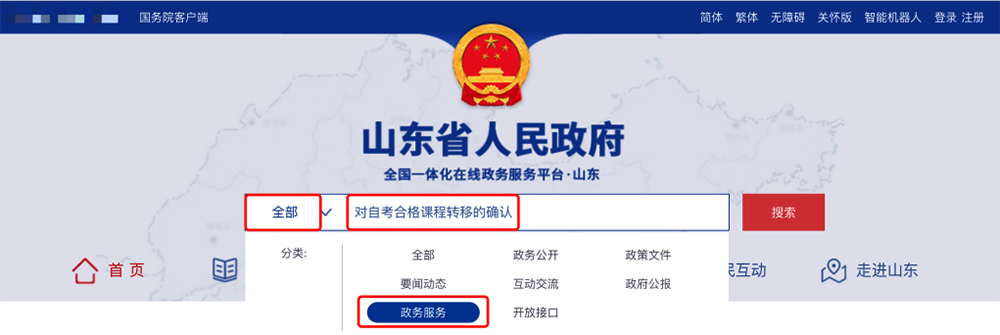 国务院客户端 简体 繁体 无障碍 关怀版 智能机器人 登录 注册
山东省人民政府
全国一体化在线政务服务平台·山东
全部 对自考合格课程转移的确认 搜索
分类: 全部 政务公开 政策文件
首页 民互动 走进山东
要闻动态 互动交流 政府公报
政务服务 开放接口